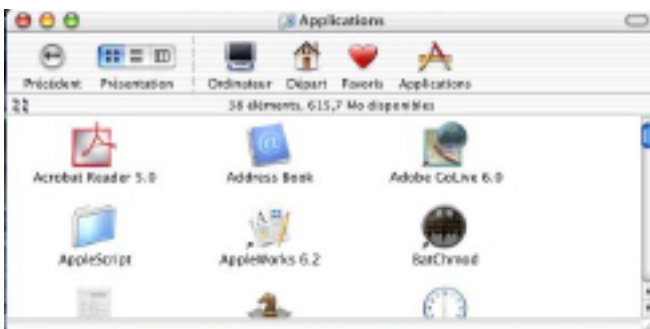 Applications
Précédent Présentation Ordinateur Départ Favoris Applications
38 éléments, 615,7 Mo disponibles
Acrobat Reader 5.0 Address Book Adobe GoLive 6.0
AppleScript AppleWorks 6.2 BatChmod